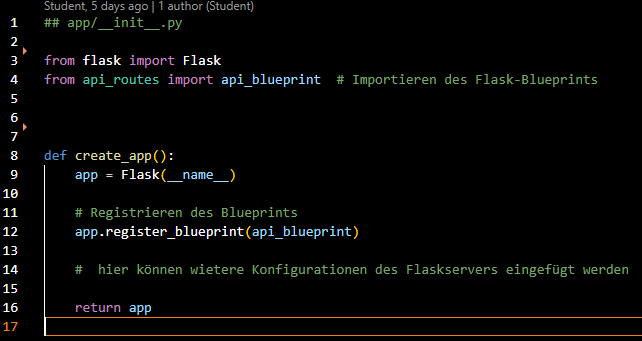 Student, 5 days ago | 1 author (Student)
1 ## app/__init__.py
2
3 from flask import Flask
4 from api_routes import api_blueprint  # Importieren des Flask-Blueprints
5
6
7
8 def create_app():
9     app = Flask(__name__)
10
11     # Registrieren des Blueprints
12     app.register_blueprint(api_blueprint)
13
14     #  hier können wietere Konfigurationen des Flaskservers eingefügt werden
15
16     return app
17